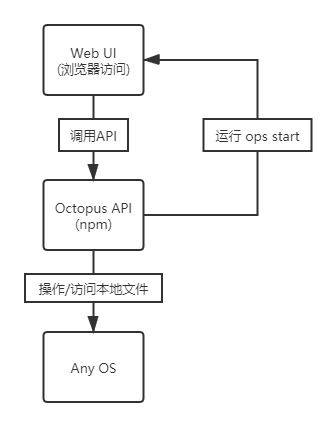 Web UI
(浏览器访问)
调用API
运行 ops start
Octopus API
(npm)
操作/访问本地文件
Any OS